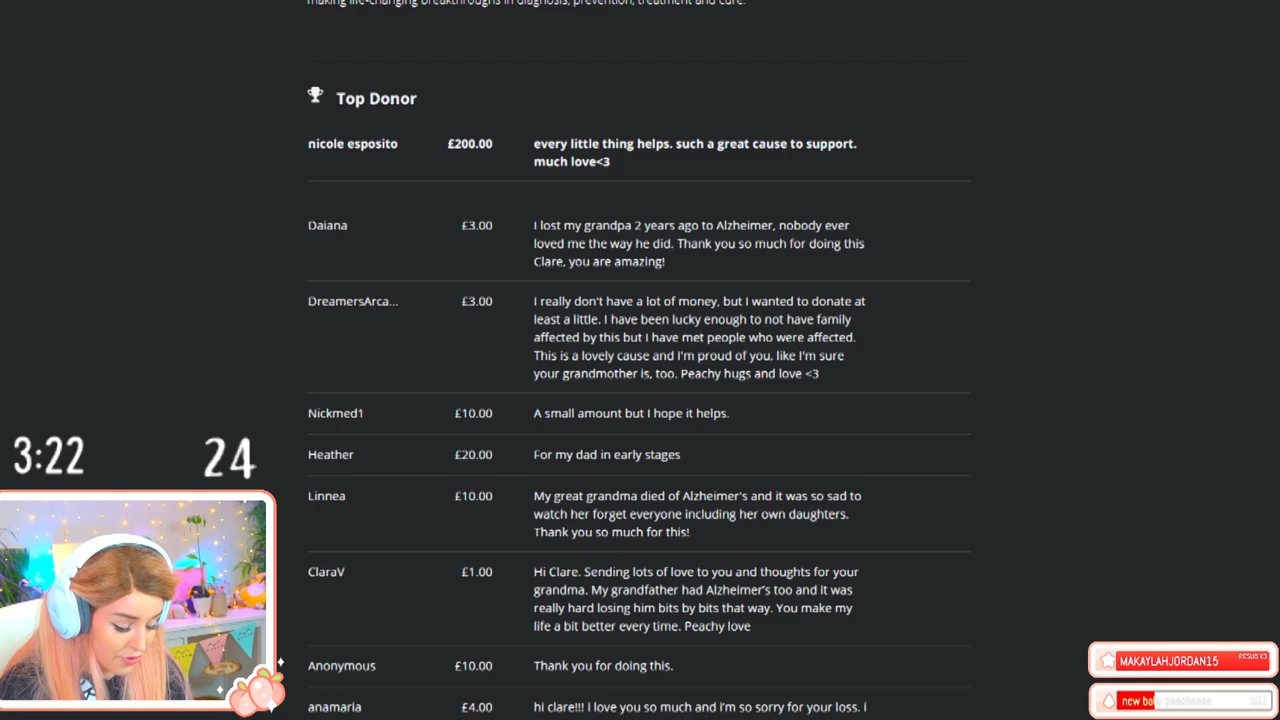 making life-changing breakthroughs in diagnosis, prevention, treatment and cure.
Top Donor
nicole esposito £200.00 every little thing helps. such a great cause to support.
much love<3
Daiana £3.00 I lost my grandpa 2 years ago to Alzheimer, nobody ever
loved me the way he did. Thank you so much for doing this
Clare, you are amazing!
DreamersArca... £3.00 I really don't have a lot of money, but I wanted to donate at
least a little. I have been lucky enough to not have family
affected by this but I have met people who were affected.
This is a lovely cause and I'm proud of you, like I'm sure
your grandmother is, too. Peachy hugs and love <3
Nickmed1 £10.00 A small amount but I hope it helps.
Heather £20.00 For my dad in early stages
Linnea £10.00 My great grandma died of Alzheimer's and it was so sad to
watch her forget everyone including her own daughters.
Thank you so much for this!
ClaraV £1.00 Hi Clare. Sending lots of love to you and thoughts for your
grandma. My grandfather had Alzheimer's too and it was
really hard losing him bits by bits that way. You make my
life a bit better every time. Peachy love
Anonymous £10.00 Thank you for doing this.
anamaria hi clare!!! i love you so much and i'm so sorry for your loss. i
3:22 24
MAKAYLAHJORDAN15 RESUB X3
new baby